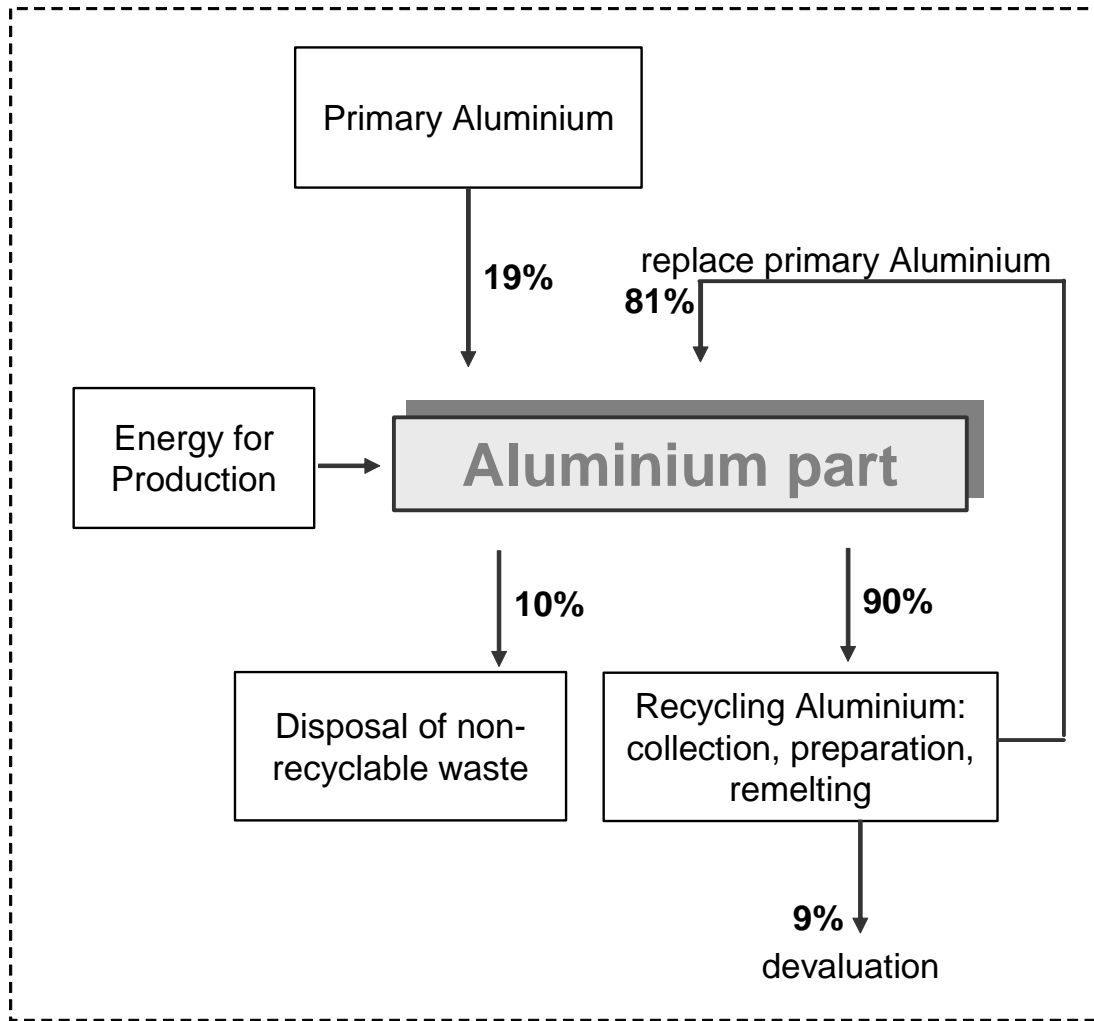 Primary Aluminium
19%
replace primary Aluminium
81%
Energy for
Production
Aluminium part
10%
90%
Disposal of non-
recyclable waste
Recycling Aluminium:
collection, preparation,
remelting
9%
devaluation